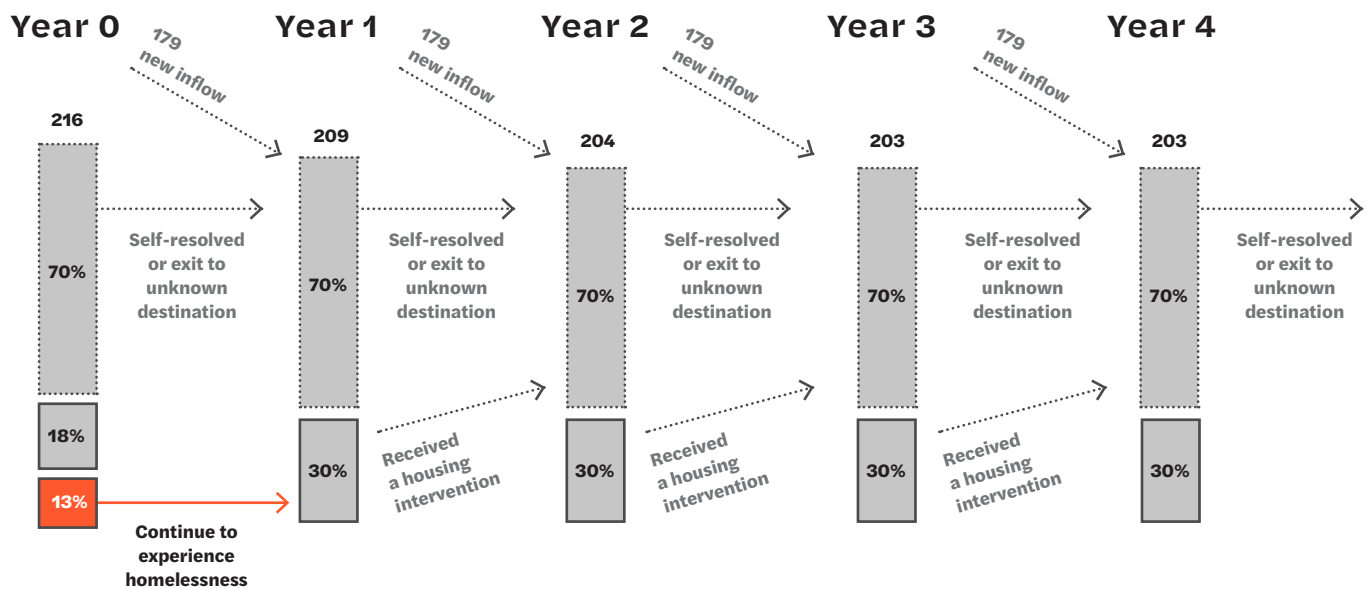 Year 0
Year 1
Year 2
Year 3
Year 4
179
new inflow
179
new inflow
179
new inflow
179
new inflow
216
209
204
203
203
70%
70%
70%
70%
70%
Self-resolved
or exit to
unknown
destination
Self-resolved
or exit to
unknown
destination
Self-resolved
or exit to
unknown
destination
Self-resolved
or exit to
unknown
destination
Self-resolved
or exit to
unknown
destination
18%
13%
Continue to
experience
homelessness
30%
Received
a housing
intervention
30%
Received
a housing
intervention
30%
Received
a housing
intervention
30%